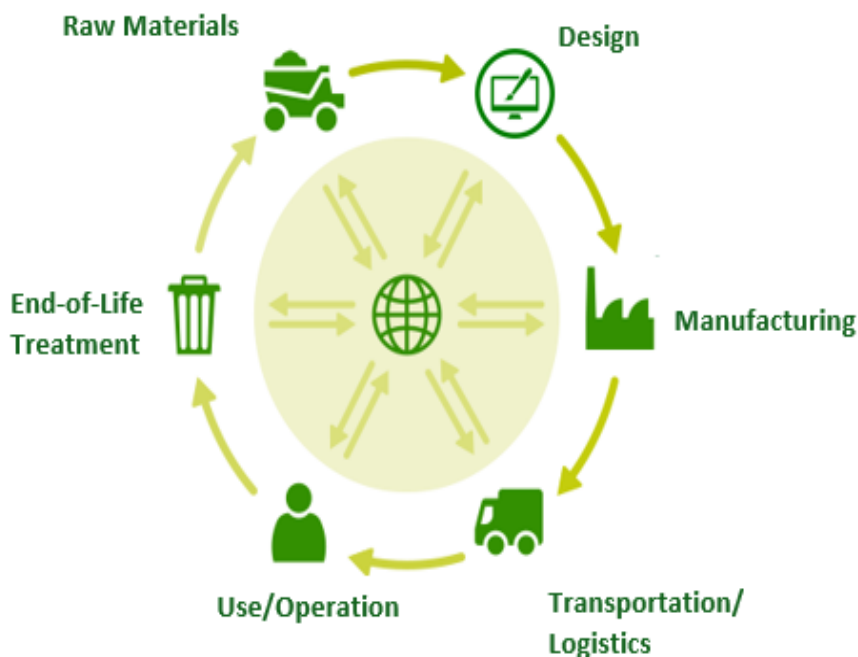 Raw Materials
Design
Manufacturing
Transportation/
Logistics
Use/Operation
End-of-Life
Treatment